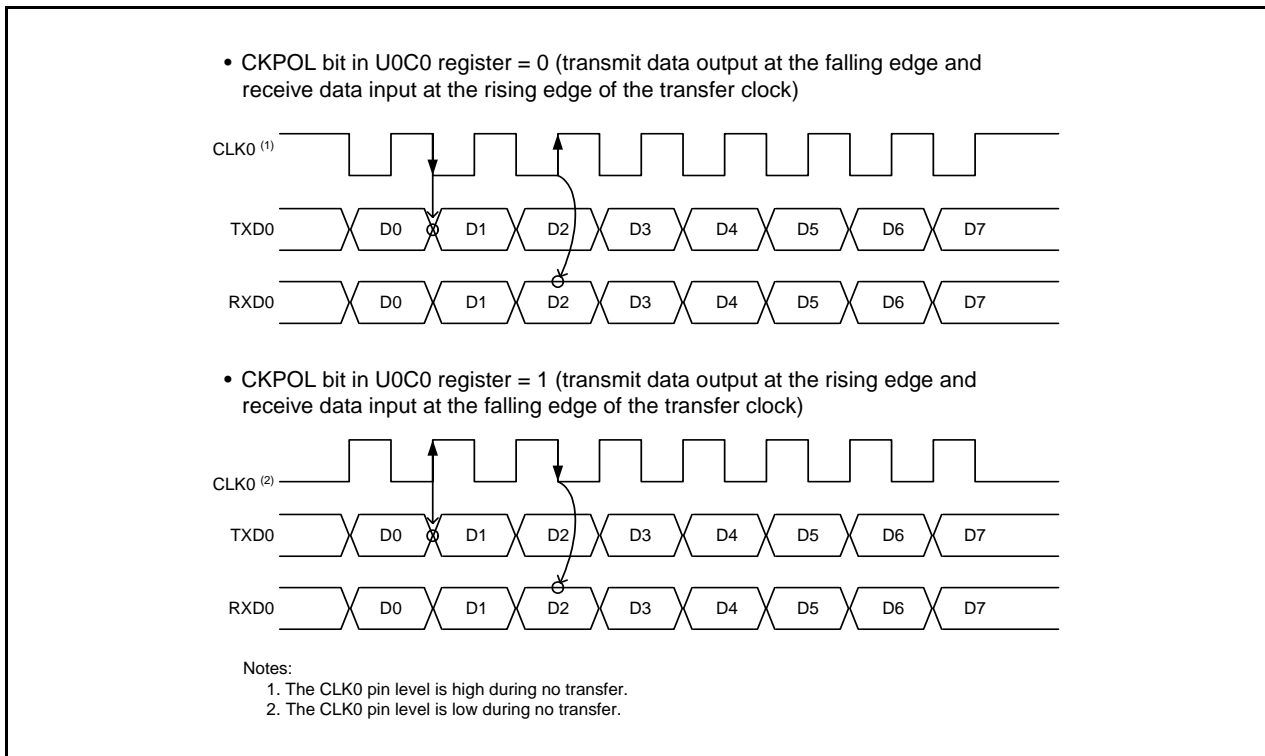 • CKPOL bit in U0C0 register = 0 (transmit data output at the falling edge and
receive data input at the rising edge of the transfer clock)
CLK0 (1)
TXD0 D0 D1 D2 D3 D4 D5 D6 D7
RXD0 D0 D1 D2 D3 D4 D5 D6 D7
• CKPOL bit in U0C0 register = 1 (transmit data output at the rising edge and
receive data input at the falling edge of the transfer clock)
CLK0 (2)
TXD0 D0 D1 D2 D3 D4 D5 D6 D7
RXD0 D0 D1 D2 D3 D4 D5 D6 D7
Notes:
1. The CLK0 pin level is high during no transfer.
2. The CLK0 pin level is low during no transfer.